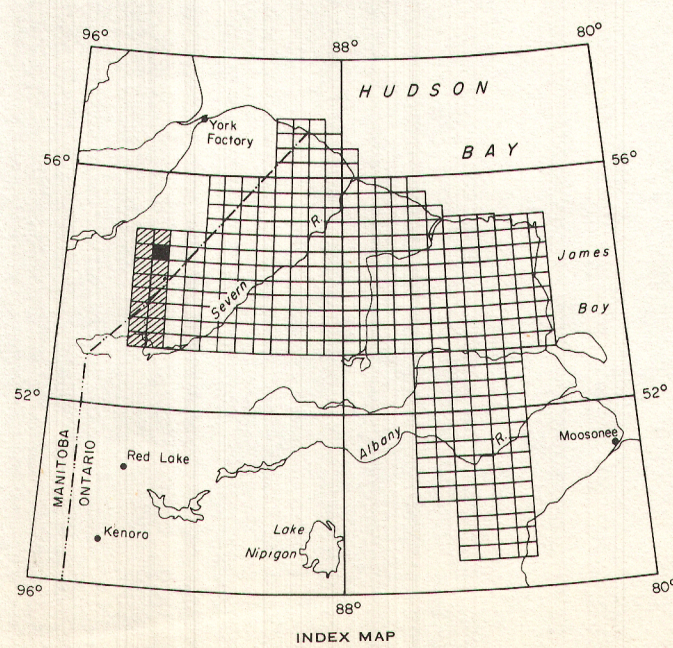 96°
88°
80°
HUDSON
BAY
York
Factory
56°
56°
R.
Severn
James
Bay
52°
52°
MANITOBA
ONTARIO
Red Lake
Albany
R.
Moosonee
Kenora
Lake
Nipigon
96°
88°
80°
INDEX MAP